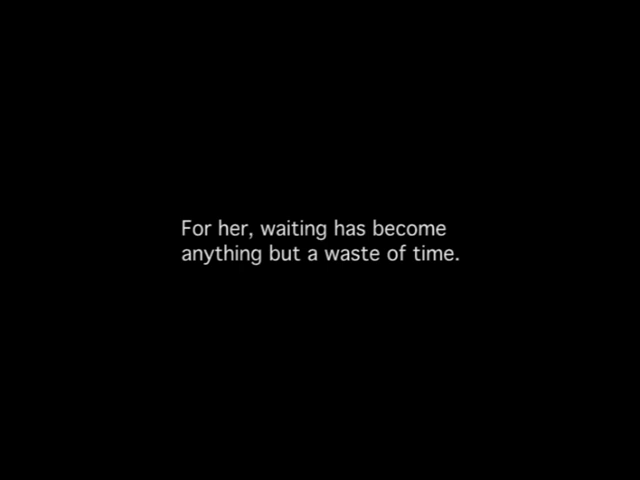 For her, waiting has become
anything but a waste of time.